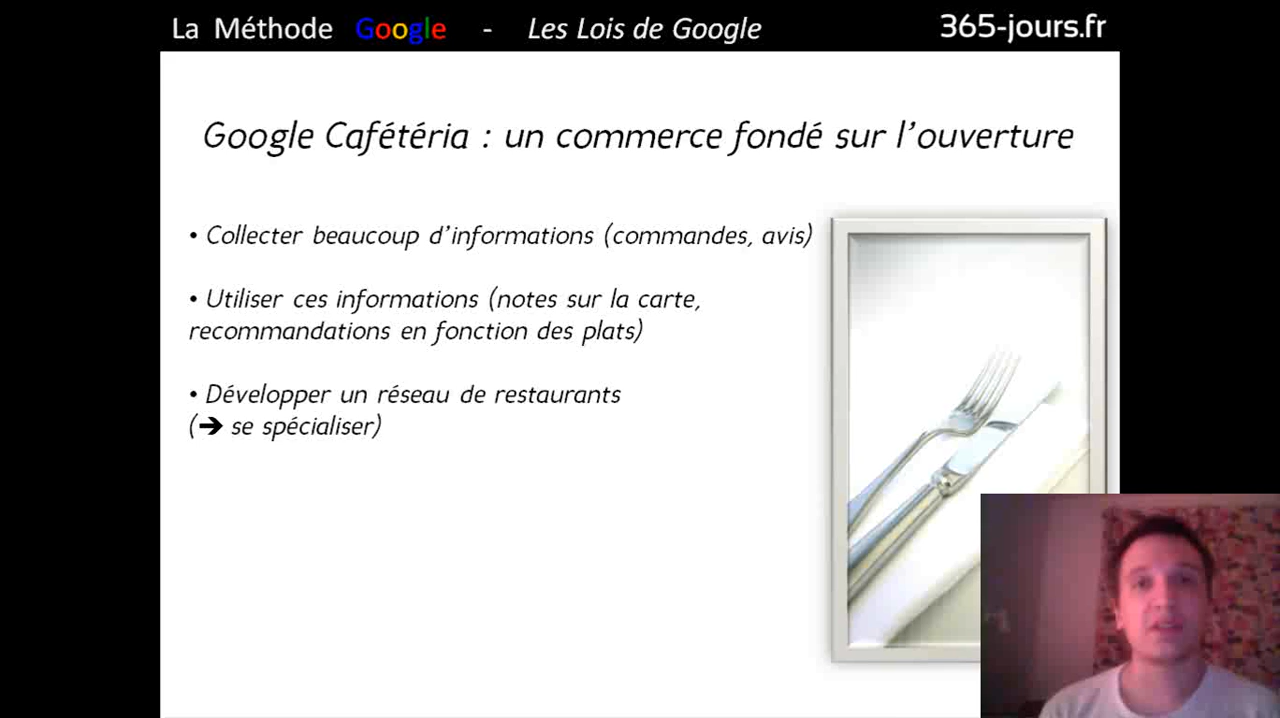 La Méthode Google - Les Lois de Google 365-jours.fr
Google Cafétéria : un commerce fondé sur l’ouverture
• Collecter beaucoup d’informations (commandes, avis)
• Utiliser ces informations (notes sur la carte,
recommandations en fonction des plats)
• Développer un réseau de restaurants
(➔ se spécialiser)